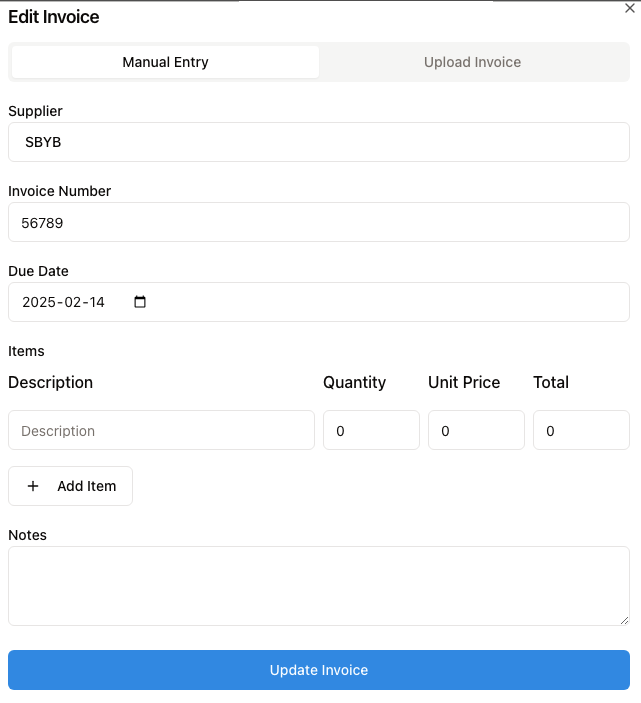 Edit Invoice
Manual Entry Upload Invoice
Supplier
SBYB
Invoice Number
56789
Due Date
2025-02-14
Items
Description Quantity Unit Price Total
Description 0 0 0
+ Add Item
Notes
Update Invoice